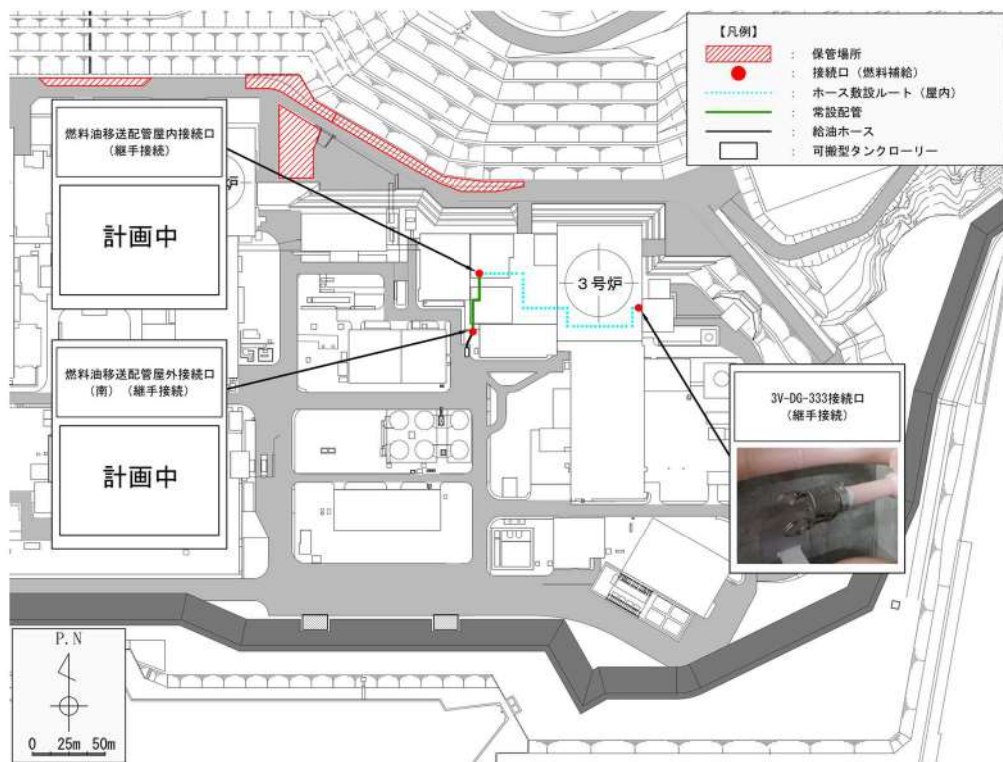 【凡例】
: 保管場所
: 接続口（燃料補給）
: ホース敷設ルート（屋内）
: 常設配管
: 給油ホース
: 可搬型タンクローリー
燃料油移送配管屋内接続口
（継手接続）
計画中
炉
3号炉
燃料油移送配管屋外接続口
（南）（継手接続）
計画中
3V-DG-333接続口
（継手接続）
P.N
0 25m 50m